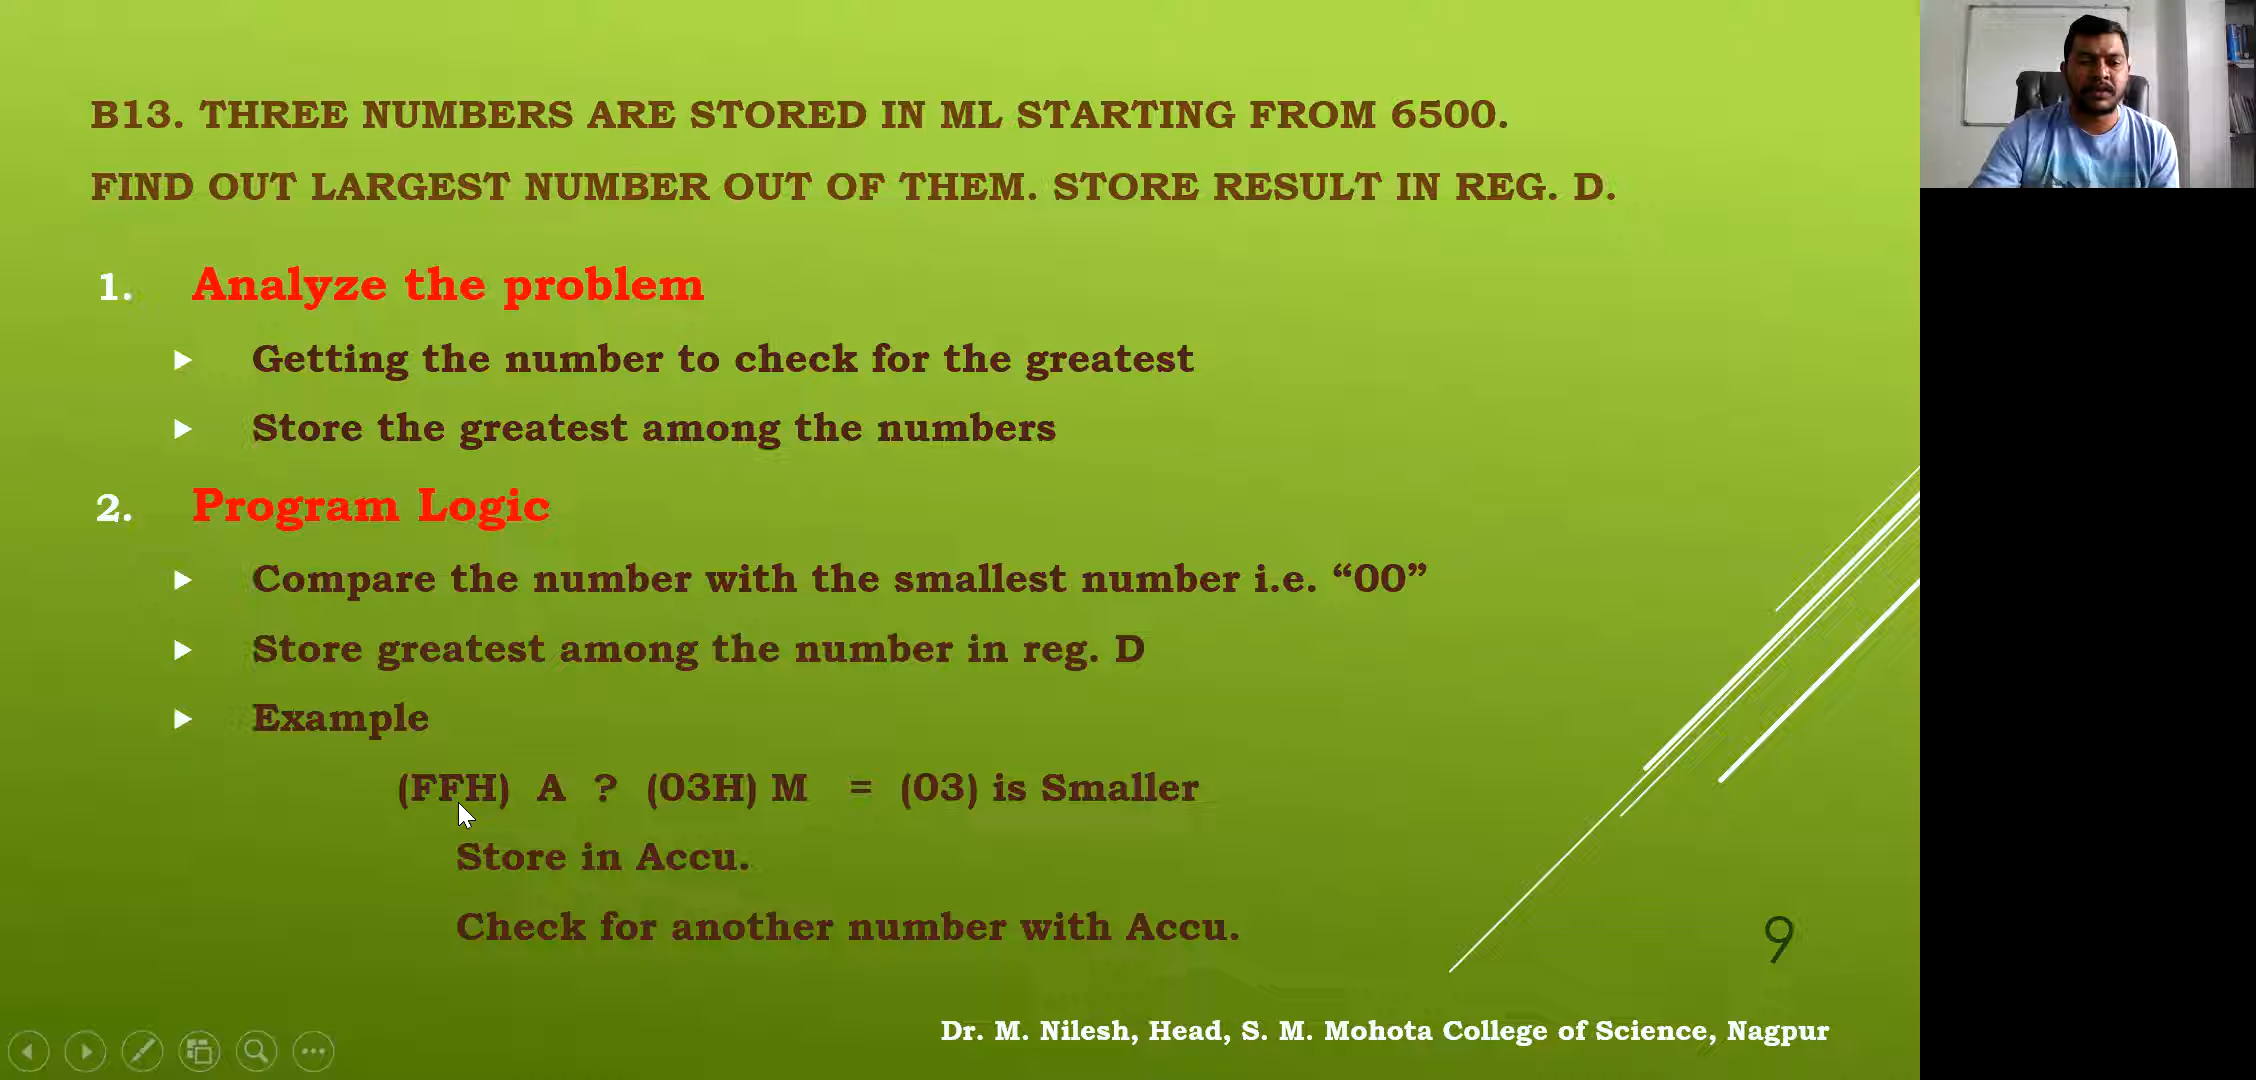 B13. THREE NUMBERS ARE STORED IN ML STARTING FROM 6500.
FIND OUT LARGEST NUMBER OUT OF THEM. STORE RESULT IN REG. D.
1. Analyze the problem
Getting the number to check for the greatest
Store the greatest among the numbers
2. Program Logic
Compare the number with the smallest number i.e. “00”
Store greatest among the number in reg. D
Example
(FFH) A ? (03H) M = (03) is Smaller
Store in Accu.
Check for another number with Accu.
9
Dr. M. Nilesh, Head, S. M. Mohota College of Science, Nagpur